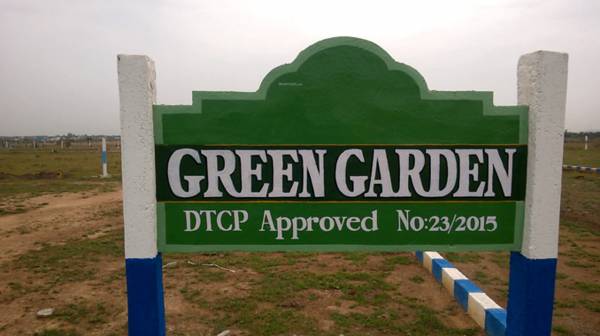 GREEN GARDEN
DTCP Approved No:23/2015